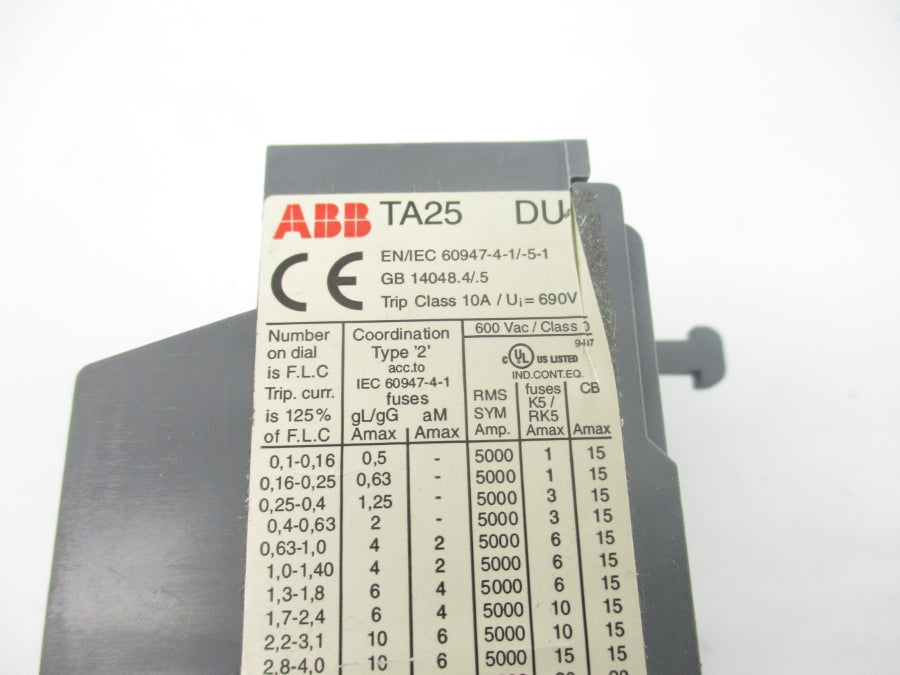 ABB TA25 DU
CE EN/IEC 60947-4-1/-5-1
GB 14048.4/.5
Trip Class 10A / Ui = 690V
Number on dial is F.L.C Trip. curr. is 125% of F.L.C
Coordination Type '2' acc.to IEC 60947-4-1 fuses
gL/gG Amax
aM Amax
600 Vac / Class
c UL US LISTED
IND.CONT.EQ.
RMS SYM Amp.
fuses K5 / RK5 Amax
CB Amax
0,1-0,16 0,5 - 5000 1 15
0,16-0,25 0,63 - 5000 1 15
0,25-0,4 1,25 - 5000 3 15
0,4-0,63 2 - 5000 3 15
0,63-1,0 4 2 5000 6 15
1,0-1,40 4 2 5000 6 15
1,3-1,8 6 4 5000 6 15
1,7-2,4 6 4 5000 10 15
2,2-3,1 10 6 5000 10 15
2,8-4,0 10 6 5000 15 15